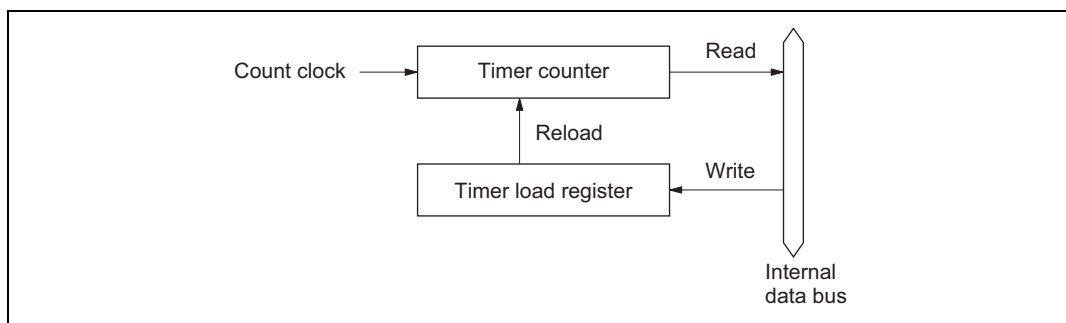 Read
Count clock
Timer counter
Reload
Write
Timer load register
Internal
data bus